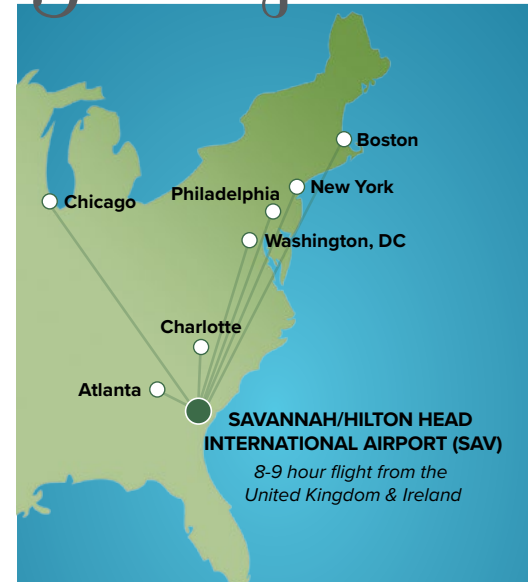 Boston
New York
Philadelphia
Chicago
Washington, DC
Charlotte
Atlanta
SAVANNAH/HILTON HEAD
INTERNATIONAL AIRPORT (SAV)
8-9 hour flight from the
United Kingdom & Ireland